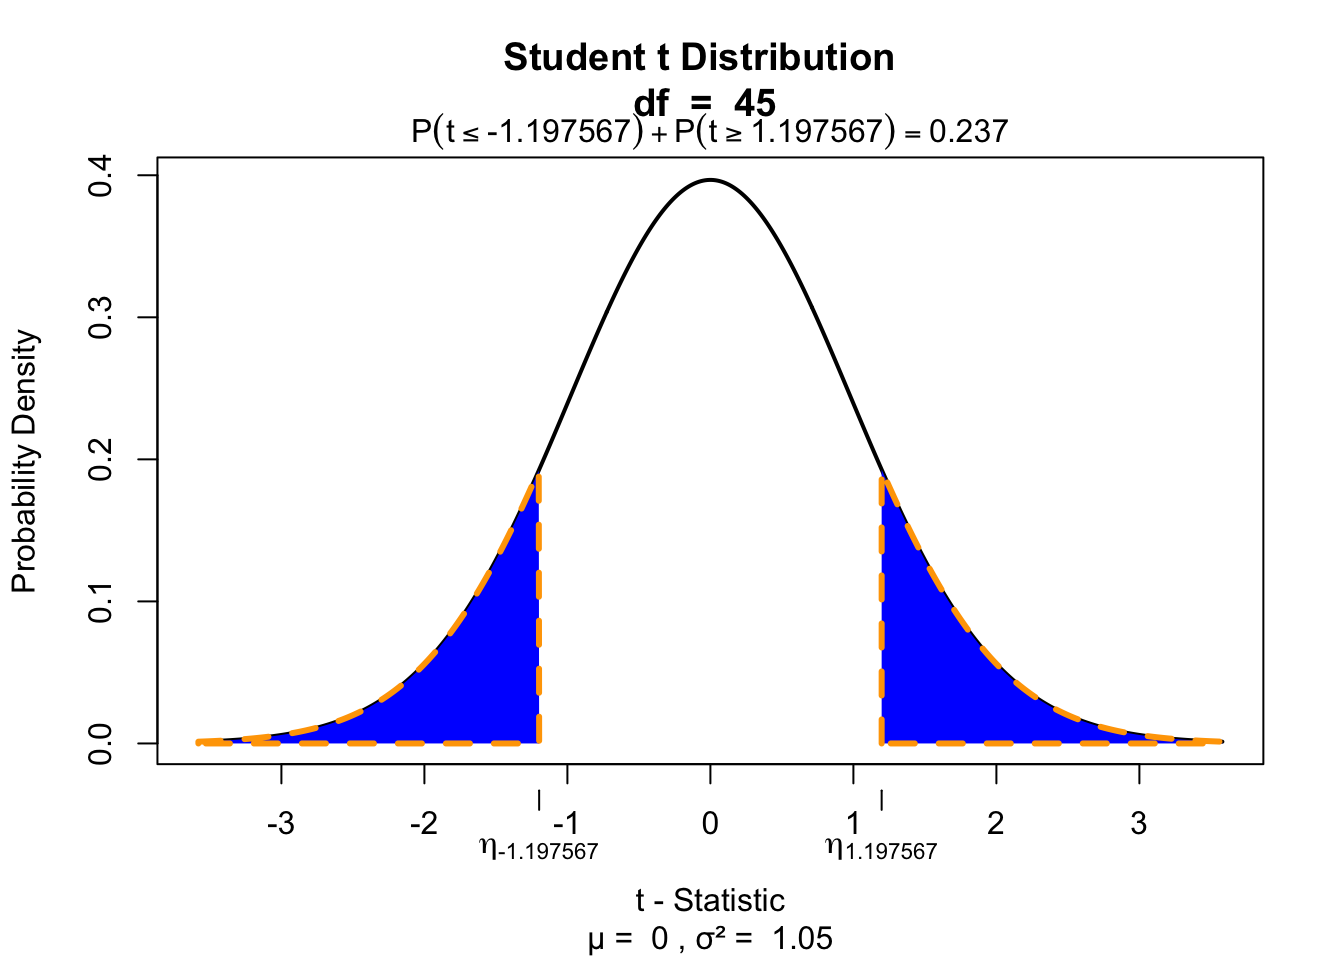 Student t Distribution
df = 45
P(t ≤ -1.197567) + P(t ≥ 1.197567) = 0.237
Probability Density
0.4
0.3
0.2
0.1
0.0
-3 -2 -1 0 1 2 3
η-1.197567 η1.197567
t - Statistic
μ = 0 , σ² = 1.05